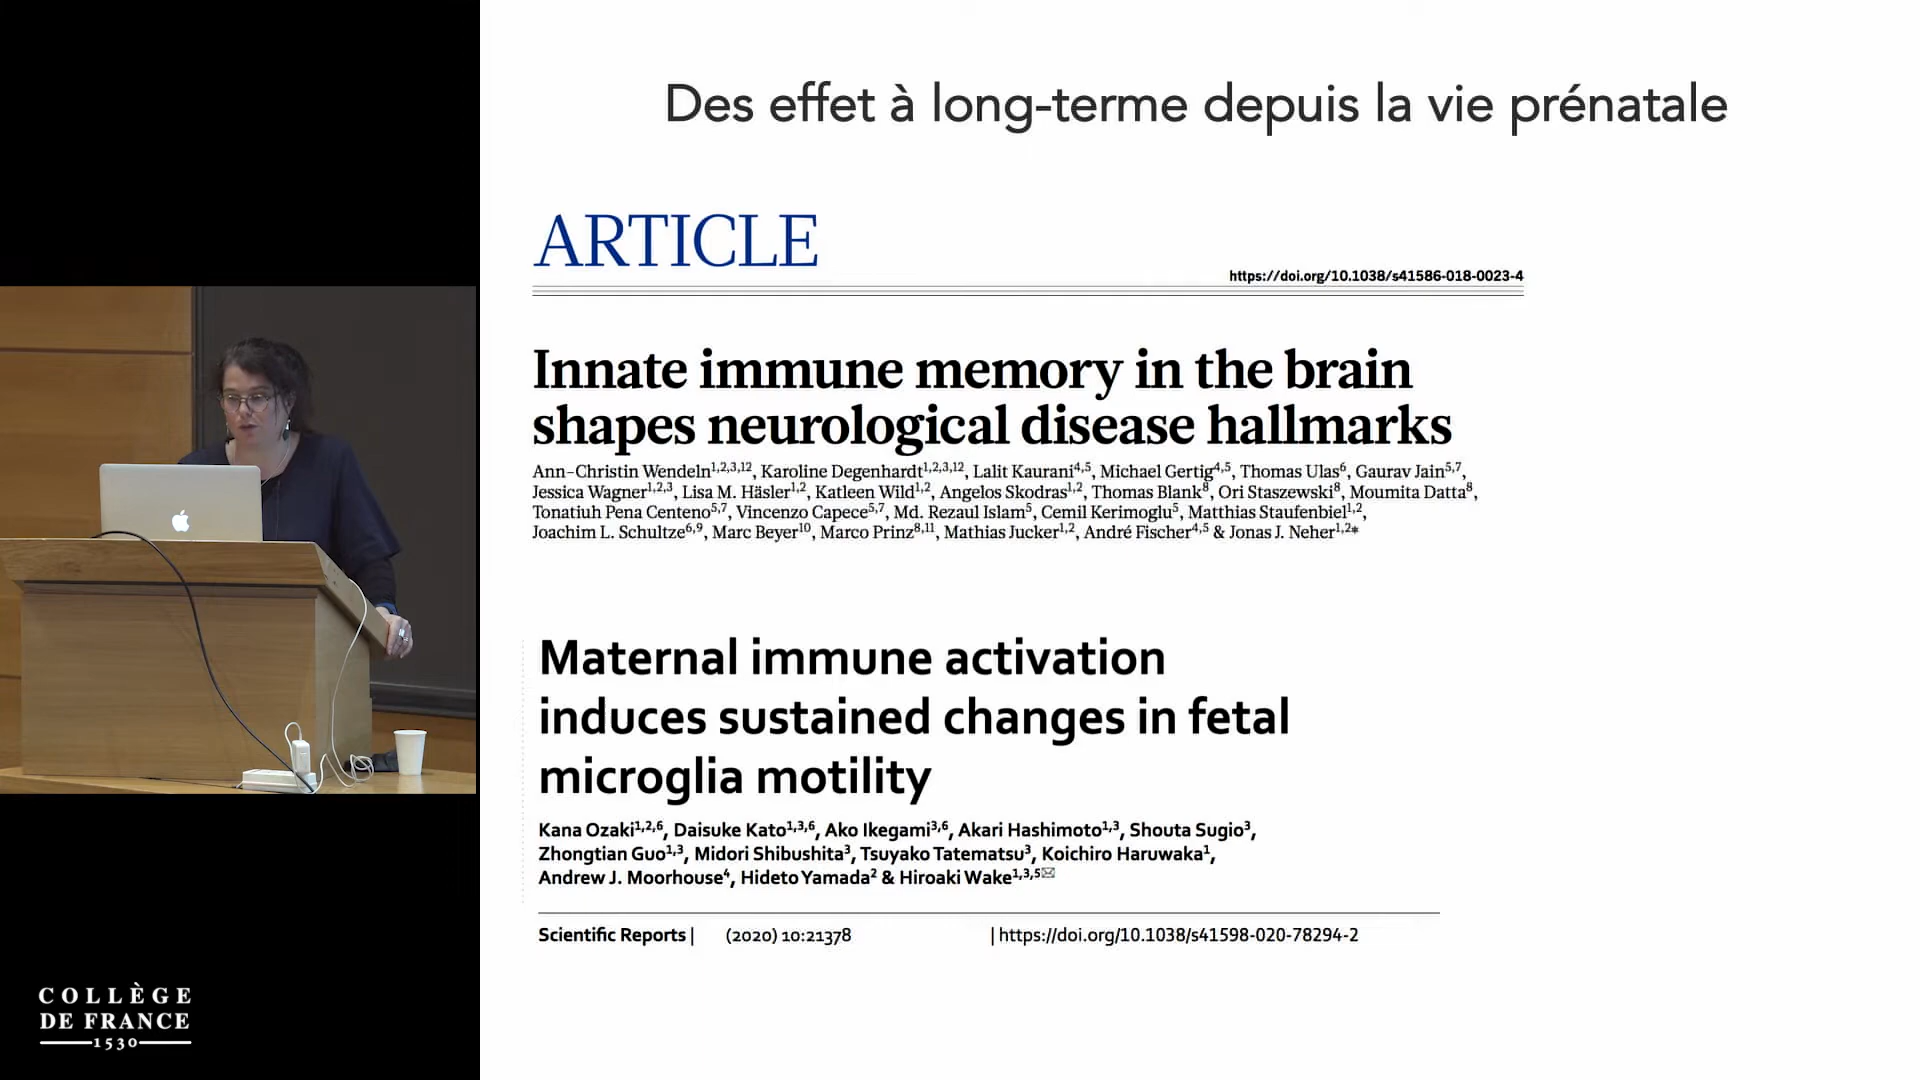 Des effet à long-terme depuis la vie prénatale
ARTICLE
https://doi.org/10.1038/s41586-018-0023-4
Innate immune memory in the brain
shapes neurological disease hallmarks
Ann-Christin Wendeln1,2,3,12, Karoline Degenhardt1,2,3,12, Lalit Kaurani4,5, Michael Gertig4,5, Thomas Ulas6, Gaurav Jain5,7,
Jessica Wagner1,2,3, Lisa M. Häsler1,2, Katleen Wild1,2, Angelos Skodras1,2, Thomas Blank8, Ori Staszewski8, Moumita Datta8,
Tonatiuh Pena Centeno5,7, Vincenzo Capece5,7, Md. Rezaul Islam5, Cemil Kerimoglu5, Matthias Staufenbiel1,2,
Joachim L. Schultze6,9, Marc Beyer10, Marco Prinz8,11, Mathias Jucker1,2, André Fischer4,5 & Jonas J. Neher1,2*
Maternal immune activation
induces sustained changes in fetal
microglia motility
Kana Ozaki1,2,6, Daisuke Kato1,3,6, Ako Ikegami3,6, Akari Hashimoto1,3, Shouta Sugio3,
Zhongtian Guo1,3, Midori Shibushita3, Tsuyako Tatematsu3, Koichiro Haruwaka1,
Andrew J. Moorhouse4, Hideto Yamada2 & Hiroaki Wake1,3,5✉
Scientific Reports | (2020) 10:21378 | https://doi.org/10.1038/s41598-020-78294-2
COLLÈGE
DE FRANCE
1530